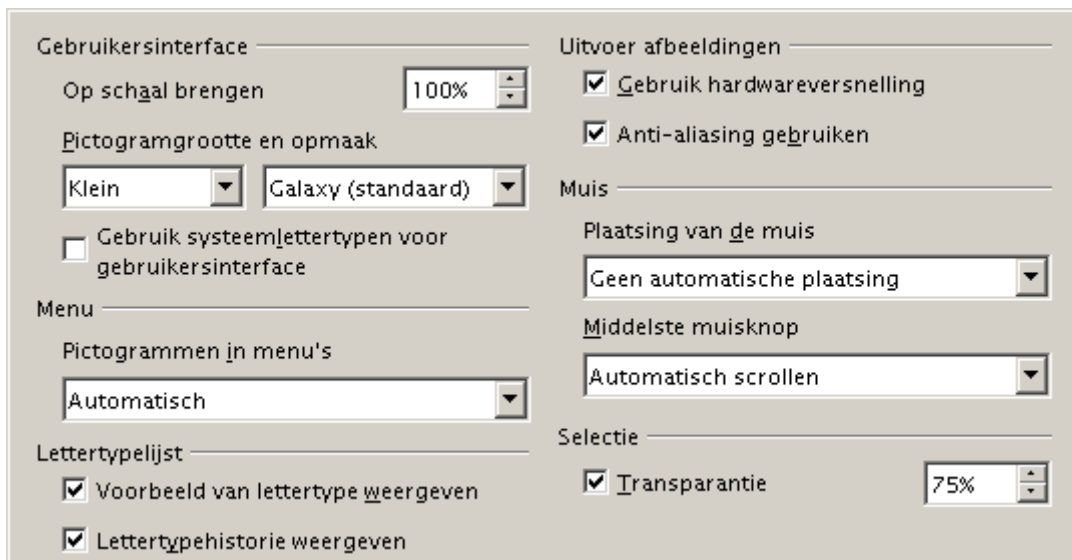 Gebruikersinterface
Op schaal brengen 100%
Pictogramgrootte en opmaak
Klein Galaxy (standaard)
Gebruik systeemlettertypen voor
gebruikersinterface
Menu
Pictogrammen in menu's
Automatisch
Lettertypelijst
Voorbeeld van lettertype weergeven
Lettertypehistorie weergeven
Uitvoer afbeeldingen
Gebruik hardwareversnelling
Anti-aliasing gebruiken
Muis
Plaatsing van de muis
Geen automatische plaatsing
Middelste muisknop
Automatisch scrollen
Selectie
Transparantie 75%